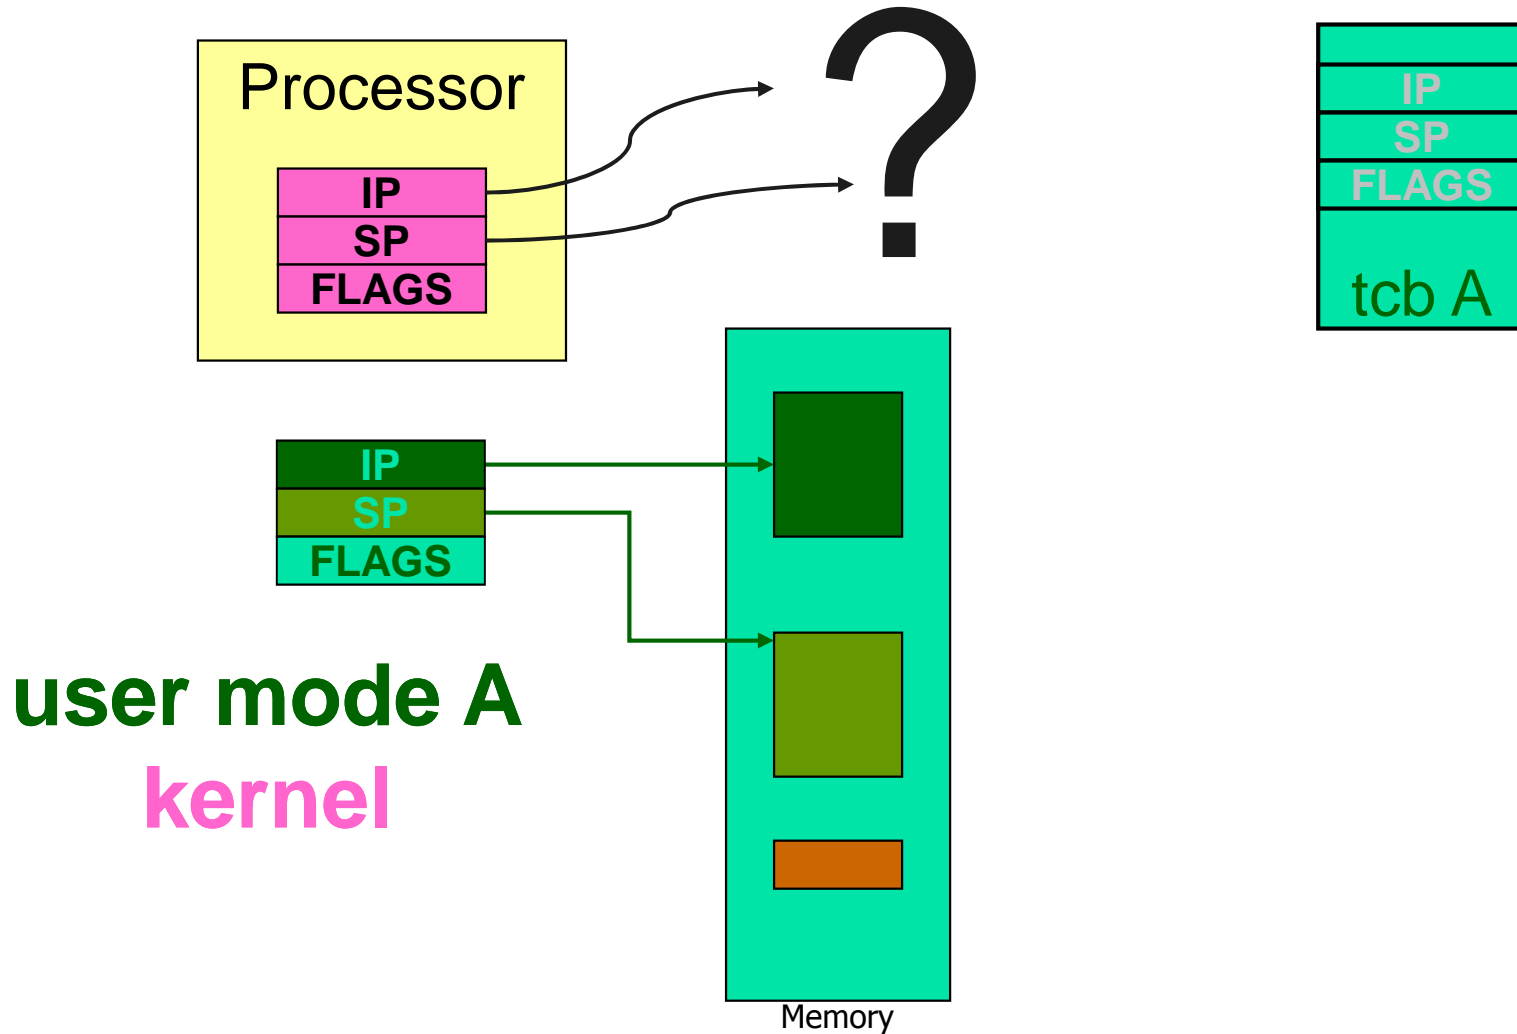 Processor
IP
SP
FLAGS
IP
SP
FLAGS
tcb A
?
IP
SP
FLAGS
user mode A
kernel
Memory